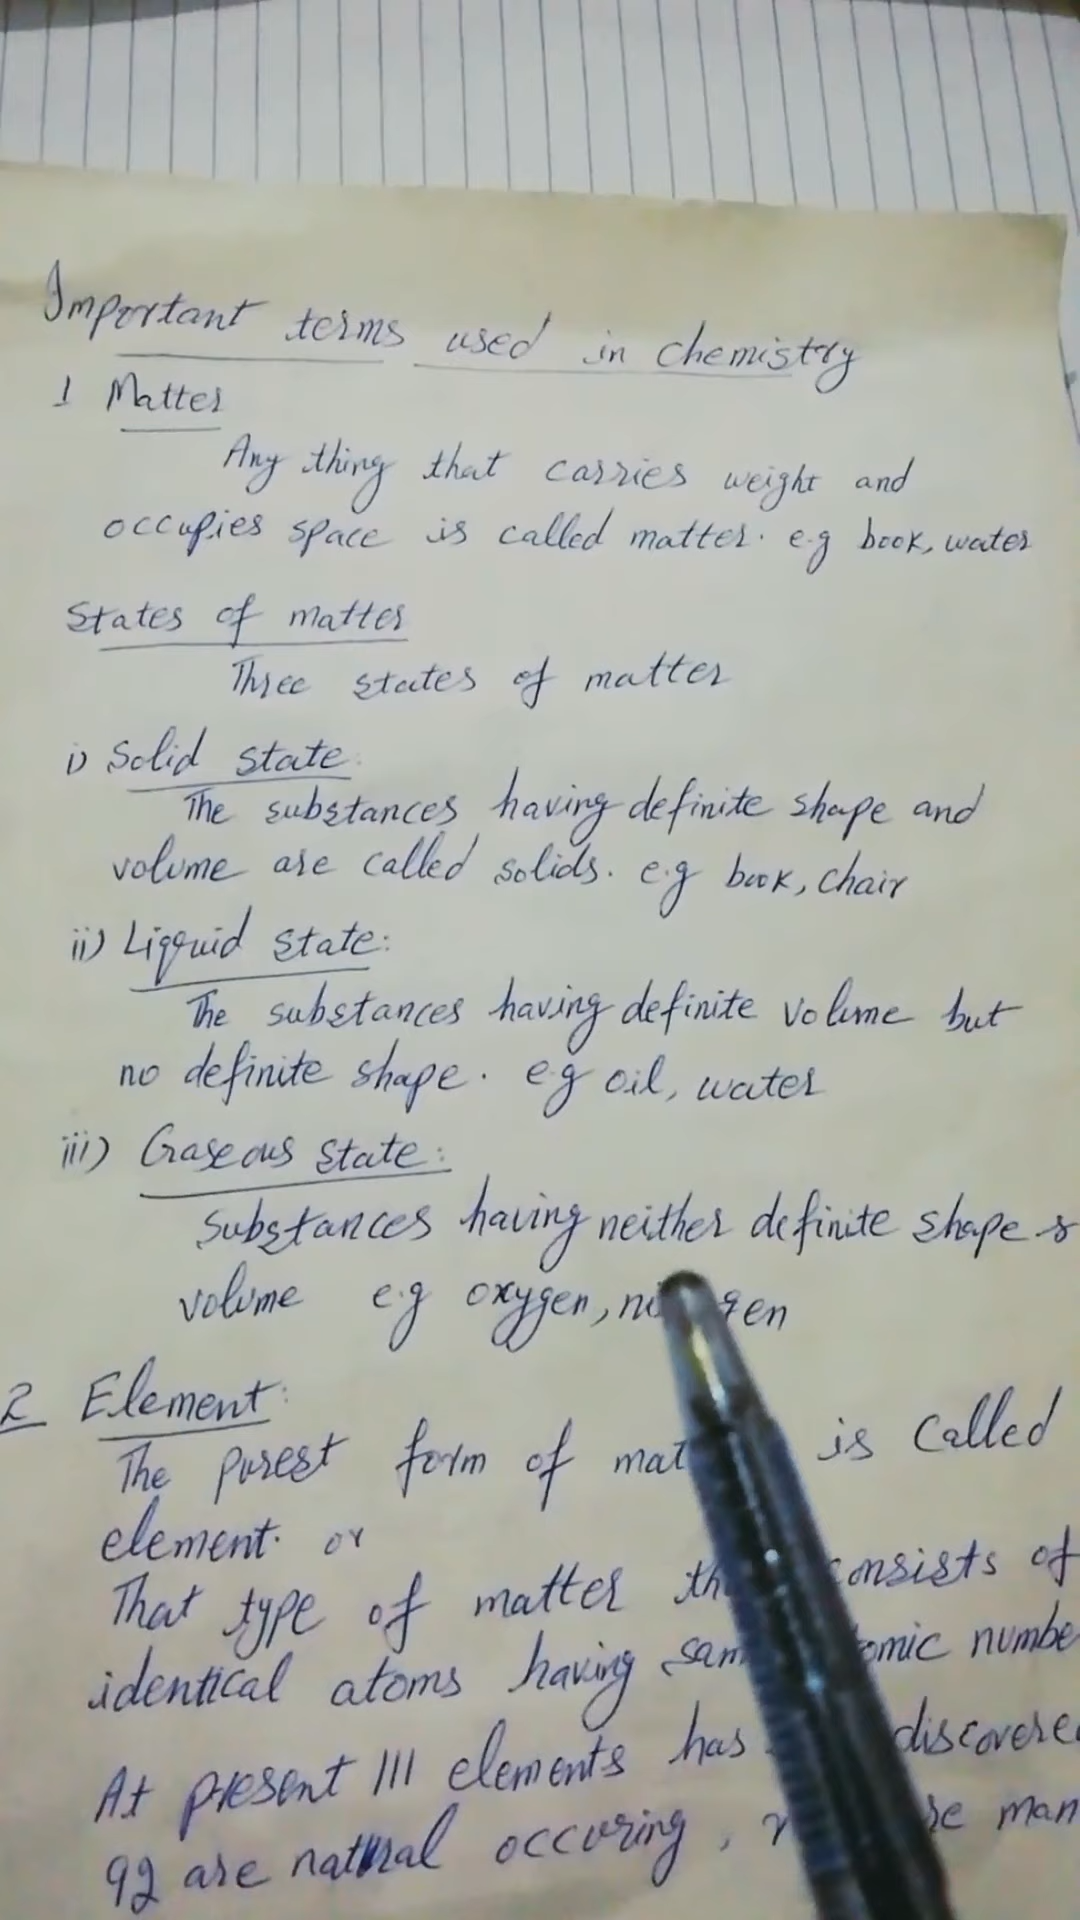 Important terms used in chemistry
1 Matter
Any thing that carries weight and
occupies space is called matter. e.g book, water
States of matter
Three states of matter
i) Solid state:
The substances having definite shape and
volume are called solids. e.g book, chair
ii) Liqquid state:
The substances having definite volume but
no definite shape. e.g oil, water
iii) Gaseous state:
Substances having neither definite shape &
volume e.g oxygen,
2 Element:
The purest form of is called
element. or
That type of matter of
identical atoms having
At present 111 elements has
92 are natural occuring,